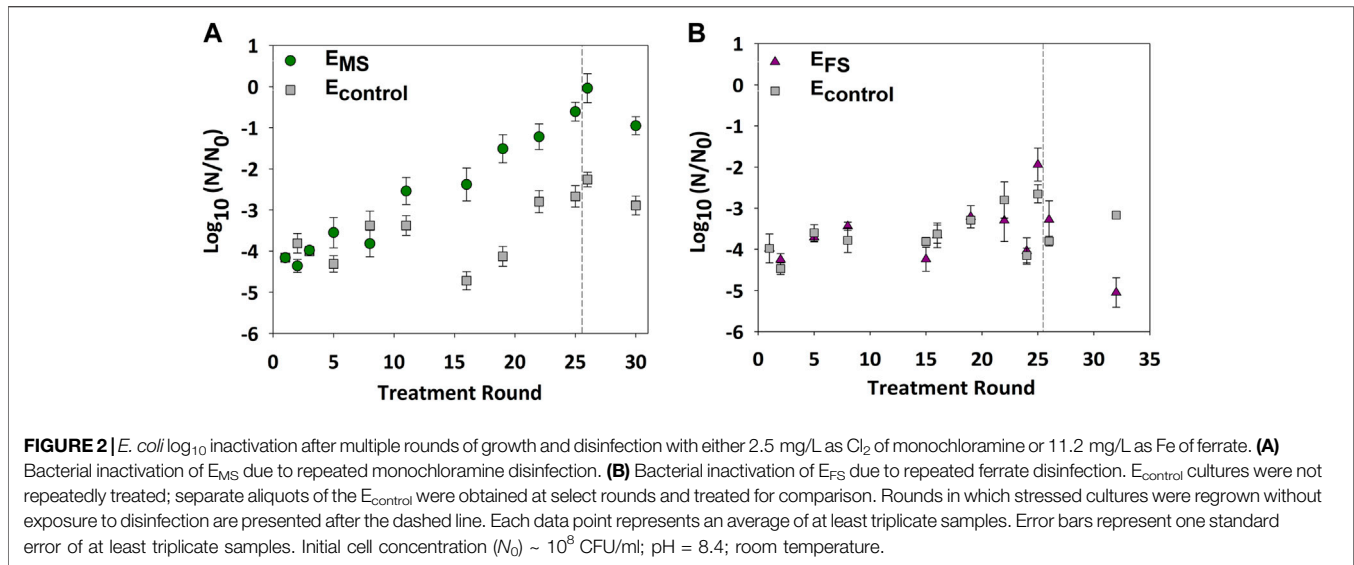 A
B
1
0
-1
-2
-3
-4
-5
-6
Log10 (N/N0)
EMS
Econtrol
0 5 10 15 20 25 30
Treatment Round
1
0
-1
-2
-3
-4
-5
-6
Log10 (N/N0)
EFS
Econtrol
0 5 10 15 20 25 30 35
Treatment Round
FIGURE 2 | E. coli log10 inactivation after multiple rounds of growth and disinfection with either 2.5 mg/L as Cl2 of monochloramine or 11.2 mg/L as Fe of ferrate. (A)
Bacterial inactivation of EMS due to repeated monochloramine disinfection. (B) Bacterial inactivation of EFS due to repeated ferrate disinfection. Econtrol cultures were not
repeatedly treated; separate aliquots of the Econtrol were obtained at select rounds and treated for comparison. Rounds in which stressed cultures were regrown without
exposure to disinfection are presented after the dashed line. Each data point represents an average of at least triplicate samples. Error bars represent one standard
error of at least triplicate samples. Initial cell concentration (N0) ~ 10^8 CFU/ml; pH = 8.4; room temperature.